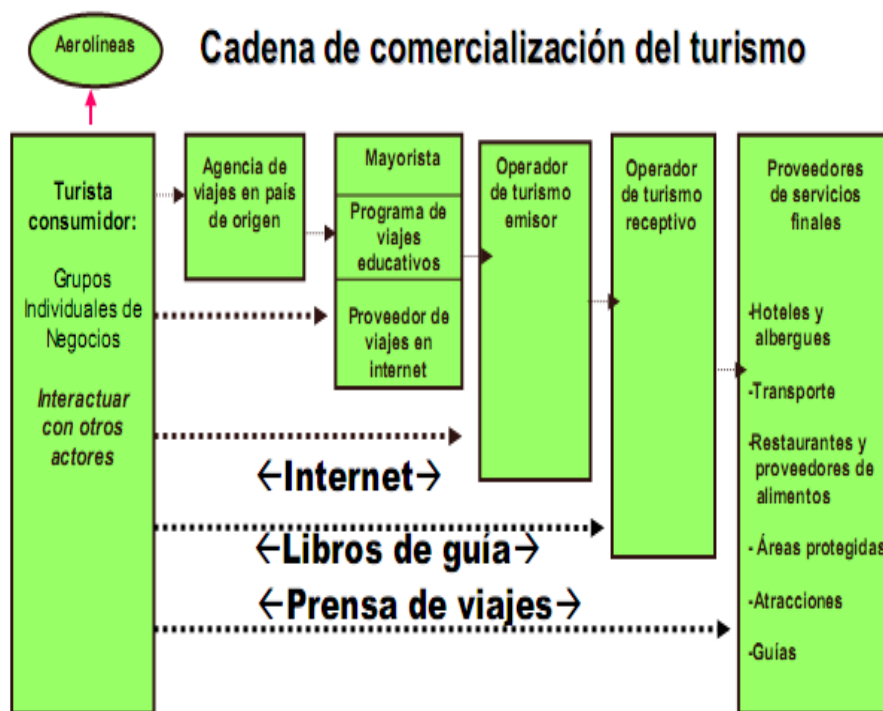 Aerolíneas
Cadena de comercialización del turismo
Turista
consumidor:
Grupos
Individuales de
Negocios
Interactuar
con otros
actores
Agencia de
viajes en país
de origen
Mayorista
Programa de
viajes
educativos
Proveedor de
viajes en
internet
Operador
de turismo
emisor
Operador
de turismo
receptivo
Proveedores
de servicios
finales
-Hoteles y
albergues
-Transporte
-Restaurantes y
proveedores de
alimentos
- Áreas protegidas
-Atracciones
-Guías
←Internet→
←Libros de guía→
←Prensa de viajes→